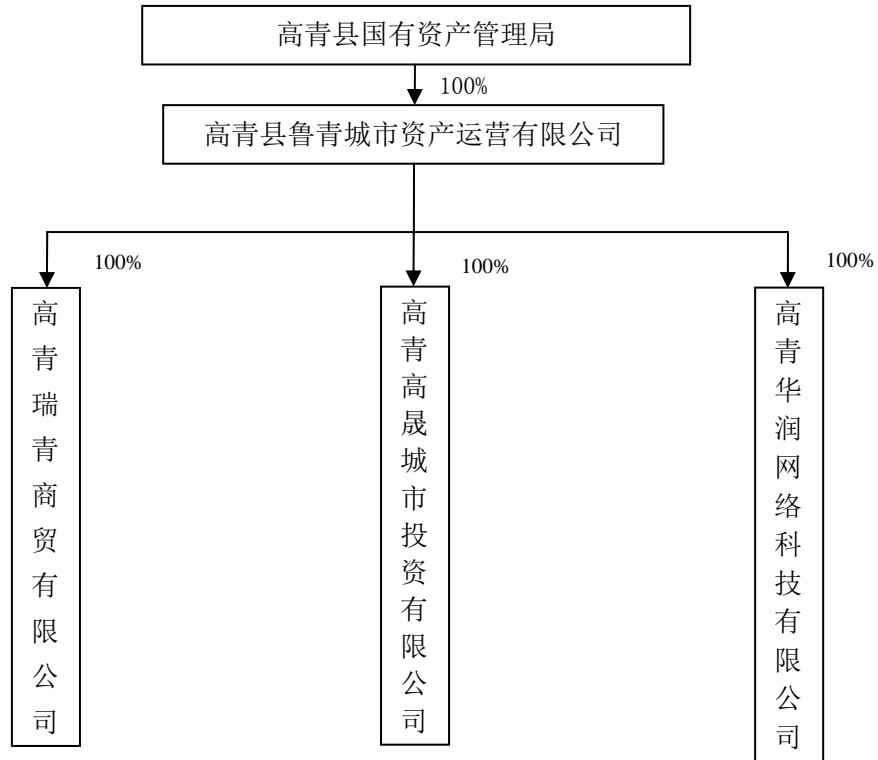 高青县国有资产管理局
100%
高青县鲁青城市资产运营有限公司
100%
100%
100%
高青瑞青商贸有限公司
高青高晟城市投资有限公司
高青华润网络科技有限公司